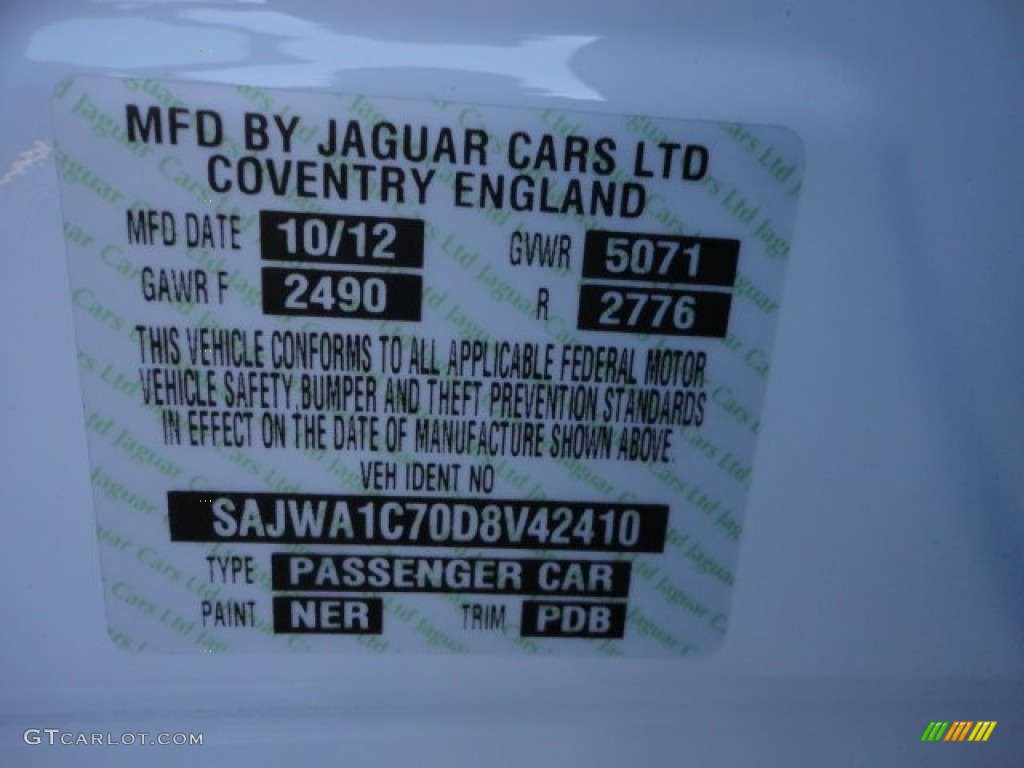 MFD BY JAGUAR CARS LTD
COVENTRY ENGLAND
MFD DATE 10/12 GVWR 5071
GAWR F 2490 R 2776
THIS VEHICLE CONFORMS TO ALL APPLICABLE FEDERAL MOTOR
VEHICLE SAFETY, BUMPER AND THEFT PREVENTION STANDARDS
IN EFFECT ON THE DATE OF MANUFACTURE SHOWN ABOVE.
VEH IDENT NO
SAJWA1C70D8V42410
TYPE PASSENGER CAR
PAINT NER TRIM PDB
GTCARLOT.COM